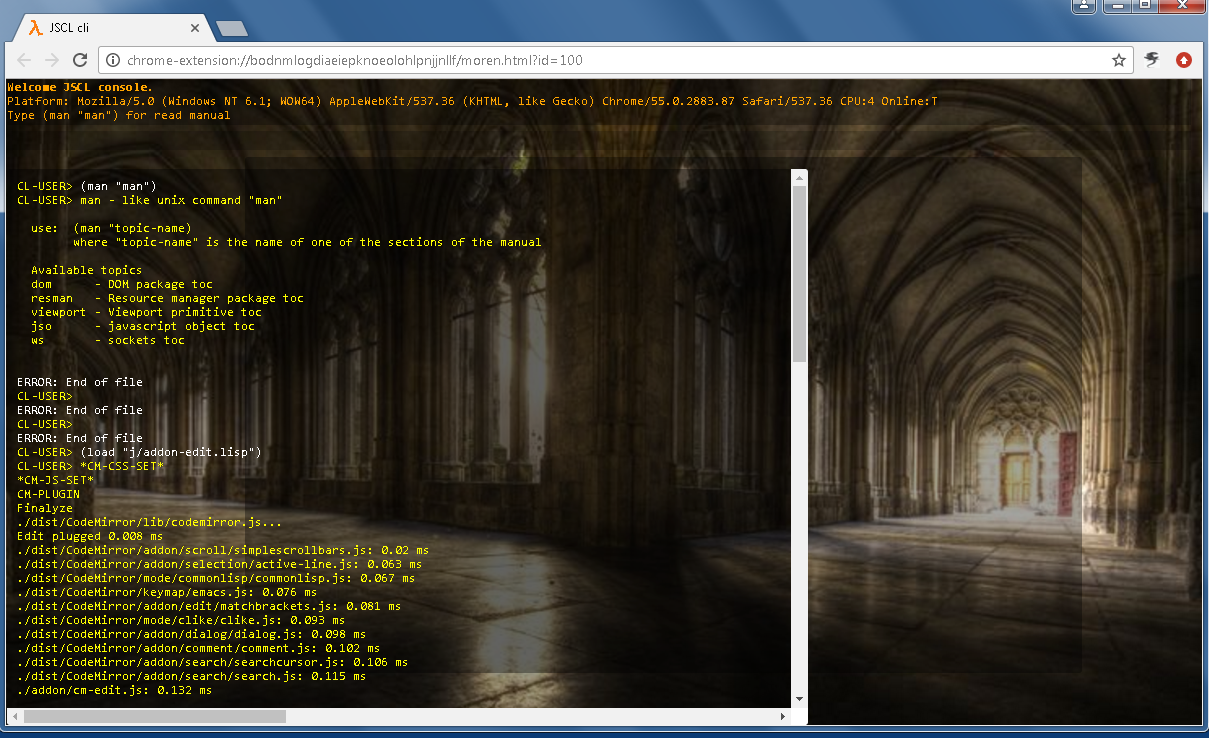 JSCL cli
chrome-extension://bodnmlogdiaeiepknoeolohlpnjjnllf/moren.html?id=100
Welcome JSCL console.
Platform: Mozilla/5.0 (Windows NT 6.1; WOW64) AppleWebKit/537.36 (KHTML, like Gecko) Chrome/55.0.2883.87 Safari/537.36 CPU:4 Online:T
Type (man "man") for read manual
CL-USER> (man "man")
CL-USER> man - like unix command "man"
use:  (man "topic-name)
where "topic-name" is the name of one of the sections of the manual
Available topics
dom      - DOM package toc
resman   - Resource manager package toc
viewport - Viewport primitive toc
jso      - javascript object toc
ws       - sockets toc
ERROR: End of file
CL-USER>
ERROR: End of file
CL-USER>
ERROR: End of file
CL-USER> (load "j/addon-edit.lisp")
CL-USER> *CM-CSS-SET*
*CM-JS-SET*
CM-PLUGIN
Finalyze
./dist/CodeMirror/lib/codemirror.js...
Edit plugged 0.008 ms
./dist/CodeMirror/addon/scroll/simplescrollbars.js: 0.02 ms
./dist/CodeMirror/addon/selection/active-line.js: 0.063 ms
./dist/CodeMirror/mode/commonlisp/commonlisp.js: 0.067 ms
./dist/CodeMirror/keymap/emacs.js: 0.076 ms
./dist/CodeMirror/addon/edit/matchbrackets.js: 0.081 ms
./dist/CodeMirror/mode/clike/clike.js: 0.093 ms
./dist/CodeMirror/addon/dialog/dialog.js: 0.098 ms
./dist/CodeMirror/addon/comment/comment.js: 0.102 ms
./dist/CodeMirror/addon/search/searchcursor.js: 0.106 ms
./dist/CodeMirror/addon/search/search.js: 0.115 ms
./addon/cm-edit.js: 0.132 ms